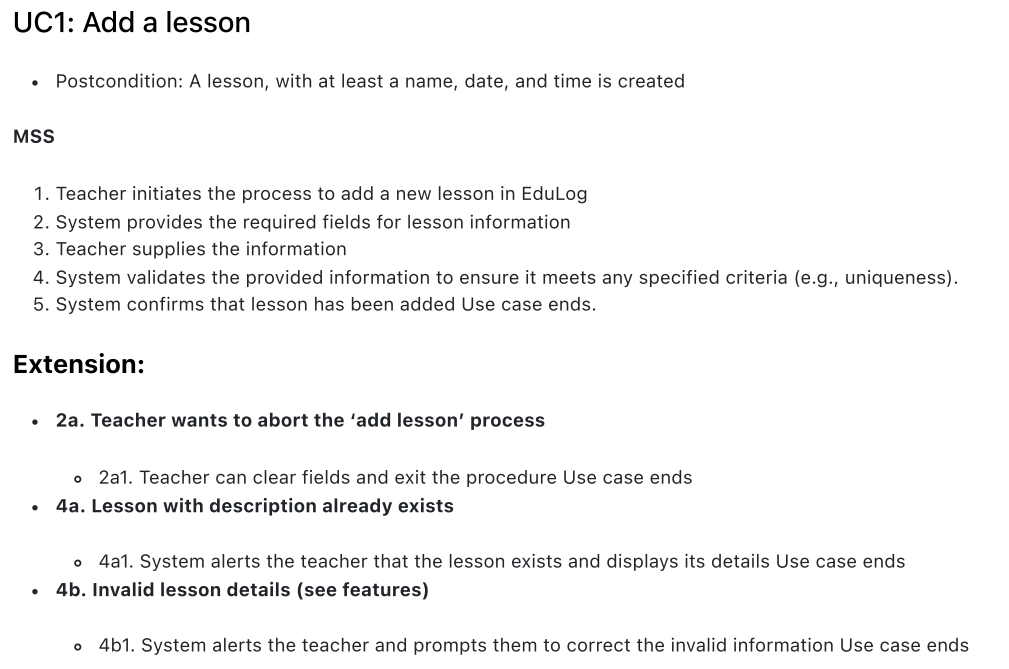 UC1: Add a lesson
• Postcondition: A lesson, with at least a name, date, and time is created
MSS
1. Teacher initiates the process to add a new lesson in EduLog
2. System provides the required fields for lesson information
3. Teacher supplies the information
4. System validates the provided information to ensure it meets any specified criteria (e.g., uniqueness).
5. System confirms that lesson has been added Use case ends.
Extension:
• 2a. Teacher wants to abort the ‘add lesson’ process
◦ 2a1. Teacher can clear fields and exit the procedure Use case ends
• 4a. Lesson with description already exists
◦ 4a1. System alerts the teacher that the lesson exists and displays its details Use case ends
• 4b. Invalid lesson details (see features)
◦ 4b1. System alerts the teacher and prompts them to correct the invalid information Use case ends